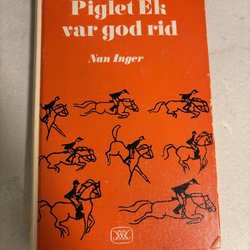 Piglet Ek
var god rid
Nan Inger